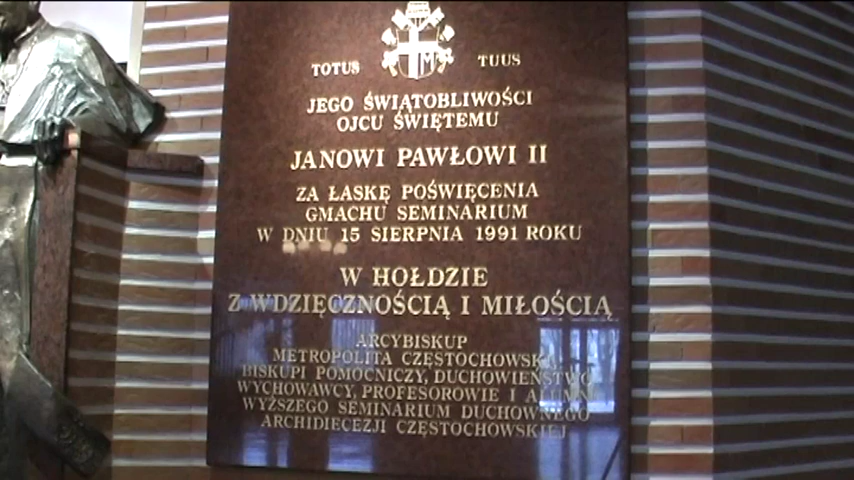 TOTUS TUUS
M
JEGO ŚWIĄTOBLIWOŚCI
OJCU ŚWIĘTEMU
JANOWI PAWŁOWI II
ZA ŁASKĘ POŚWIĘCENIA
GMACHU SEMINARIUM
W DNIU 15 SIERPNIA 1991 ROKU
W HOŁDZIE
Z WDZIĘCZNOŚCIĄ I MIŁOŚCIĄ
ARCYBISKUP
METROPOLITA CZĘSTOCHOWSKI,
BISKUPI POMOCNICZY, DUCHOWIEŃSTWO,
WYCHOWAWCY, PROFESOROWIE I ALUMNI
WYŻSZEGO SEMINARIUM DUCHOWNEGO
ARCHIDIECEZJI CZĘSTOCHOWSKIEJ